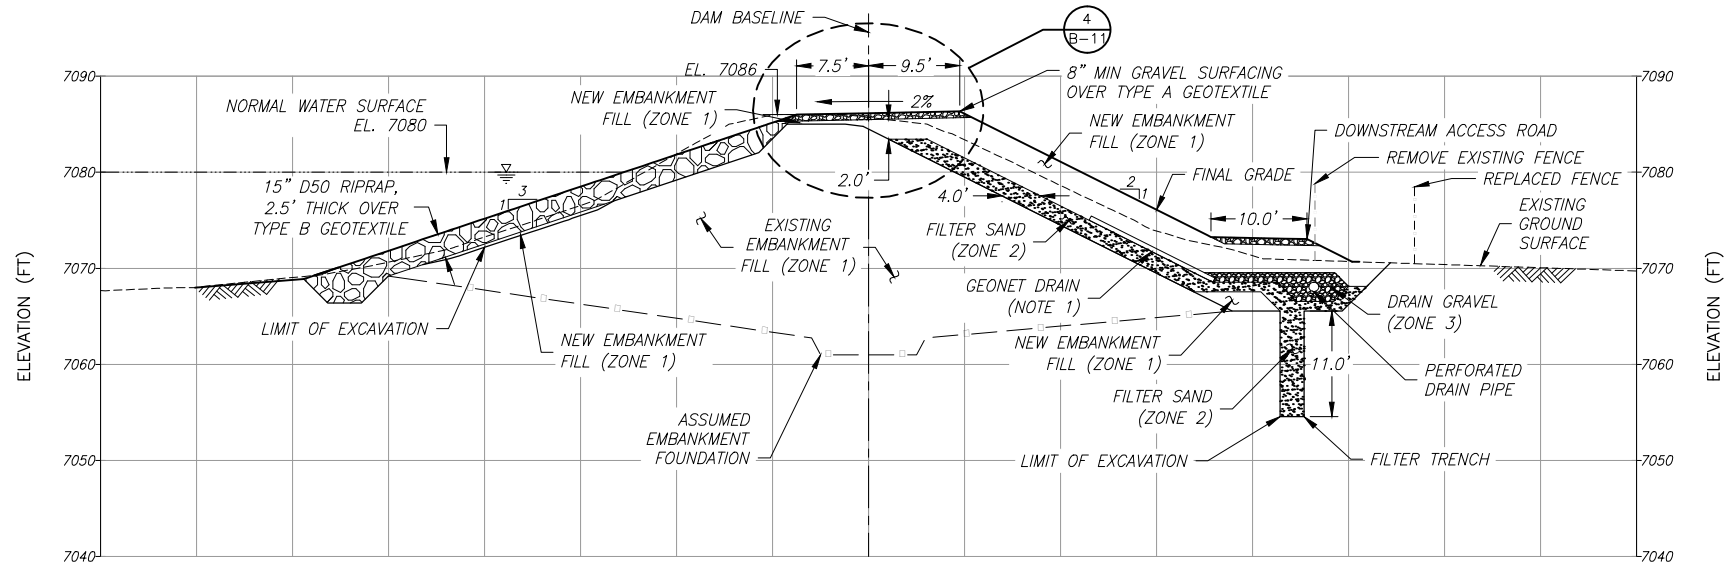 DAM BASELINE
4
B-11
7090
EL. 7086
7.5'
9.5'
8" MIN GRAVEL SURFACING
OVER TYPE A GEOTEXTILE
7090
NORMAL WATER SURFACE
EL. 7080
NEW EMBANKMENT
FILL (ZONE 1)
2%
NEW EMBANKMENT
FILL (ZONE 1)
DOWNSTREAM ACCESS ROAD
REMOVE EXISTING FENCE
REPLACED FENCE
7080
15" D50 RIPRAP,
2.5' THICK OVER
TYPE B GEOTEXTILE
3
1
2.0'
4.0'
2
1
FINAL GRADE
10.0'
EXISTING
GROUND
SURFACE
7080
EXISTING
EMBANKMENT
FILL (ZONE 1)
FILTER SAND
(ZONE 2)
7070
GEONET DRAIN
(NOTE 1)
DRAIN GRAVEL
(ZONE 3)
7070
ELEVATION (FT)
LIMIT OF EXCAVATION
NEW EMBANKMENT
FILL (ZONE 1)
NEW EMBANKMENT
FILL (ZONE 1)
11.0'
PERFORATED
DRAIN PIPE
ELEVATION (FT)
7060
7060
ASSUMED
EMBANKMENT
FOUNDATION
FILTER SAND
(ZONE 2)
7050
LIMIT OF EXCAVATION
FILTER TRENCH
7050
7040
7040